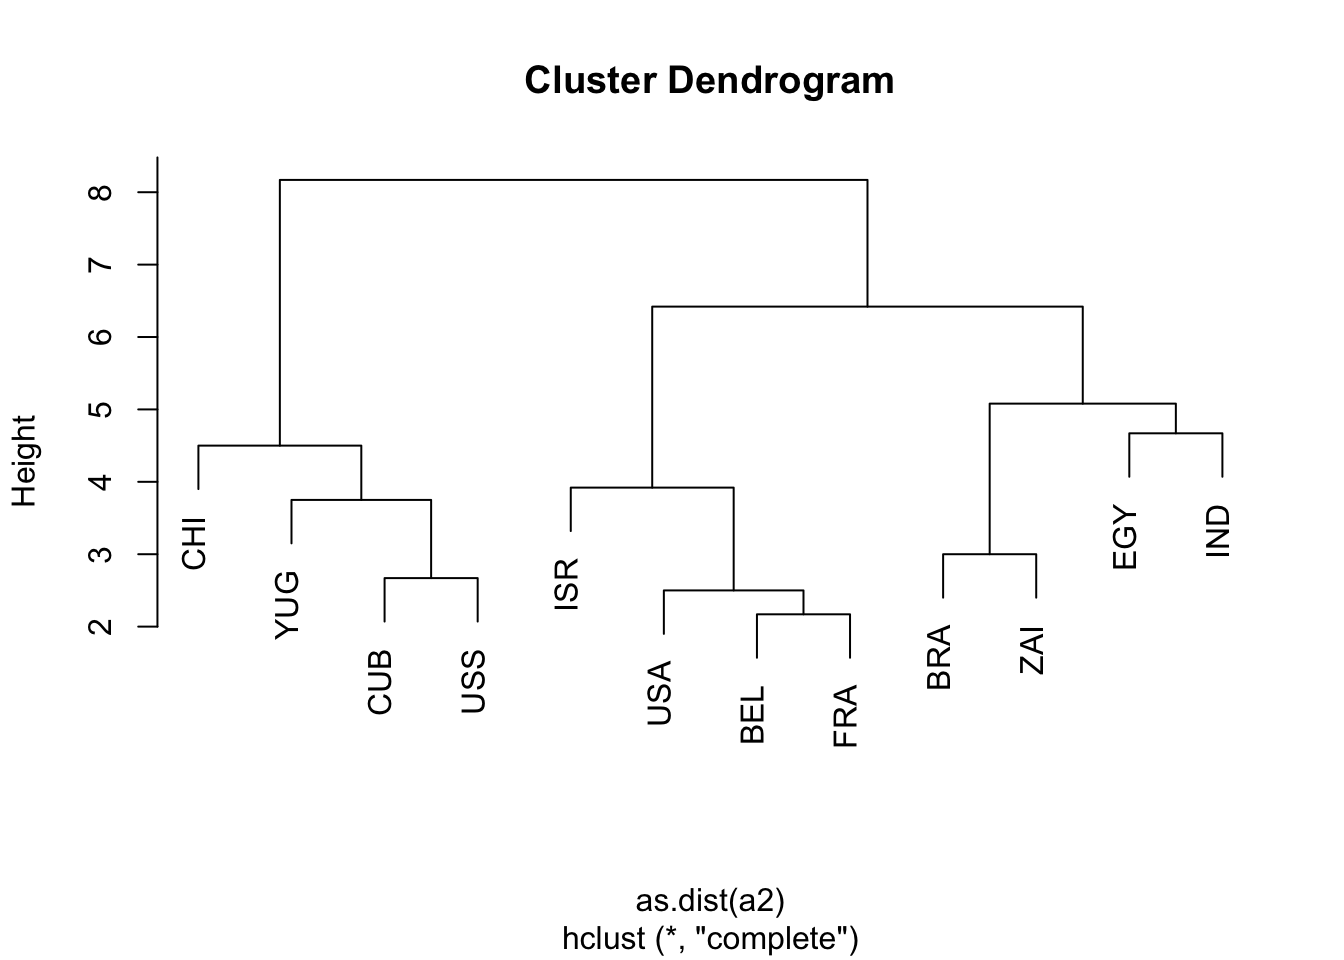 Cluster Dendrogram
Height
8
7
6
5
4
3
2
CHI
YUG
CUB
USS
ISR
USA
BEL
FRA
BRA
ZAI
EGY
IND
as.dist(a2)
hclust (*, "complete")